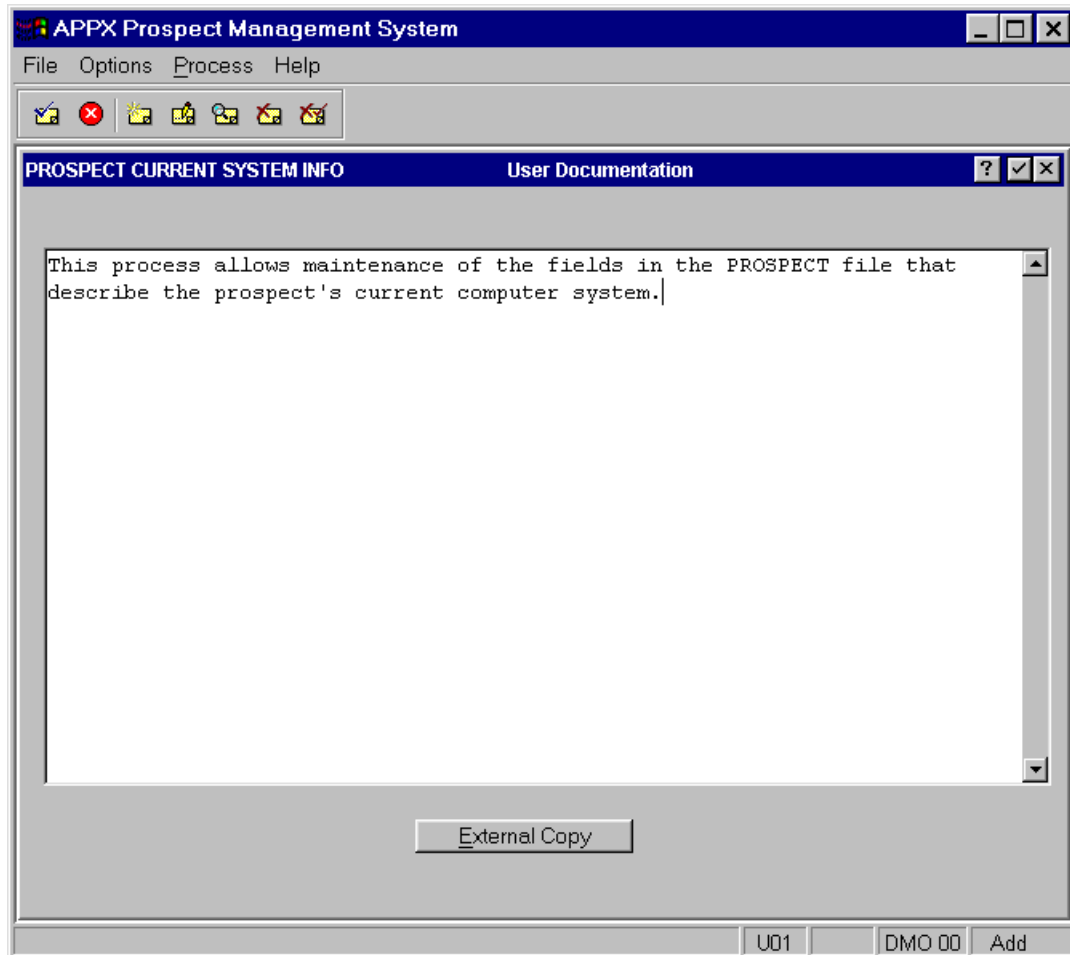 APPX Prospect Management System
File Options Process Help
PROSPECT CURRENT SYSTEM INFO User Documentation
This process allows maintenance of the fields in the PROSPECT file that
describe the prospect's current computer system.
External Copy
U01 DMO 00 Add